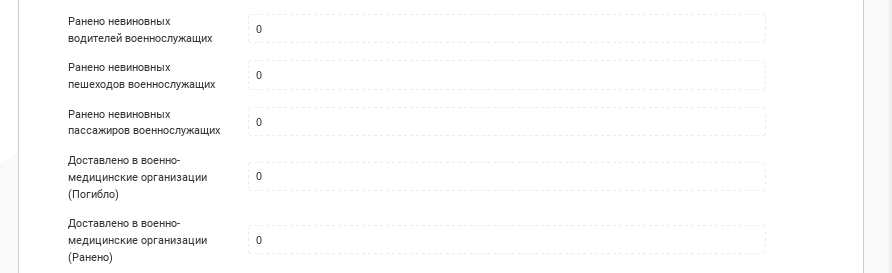 Ранено невиновных
водителей военнослужащих
0
Ранено невиновных
пешеходов военнослужащих
0
Ранено невиновных
пассажиров военнослужащих
0
Доставлено в военно-
медицинские организации
(Погибло)
0
Доставлено в военно-
медицинские организации
(Ранено)
0